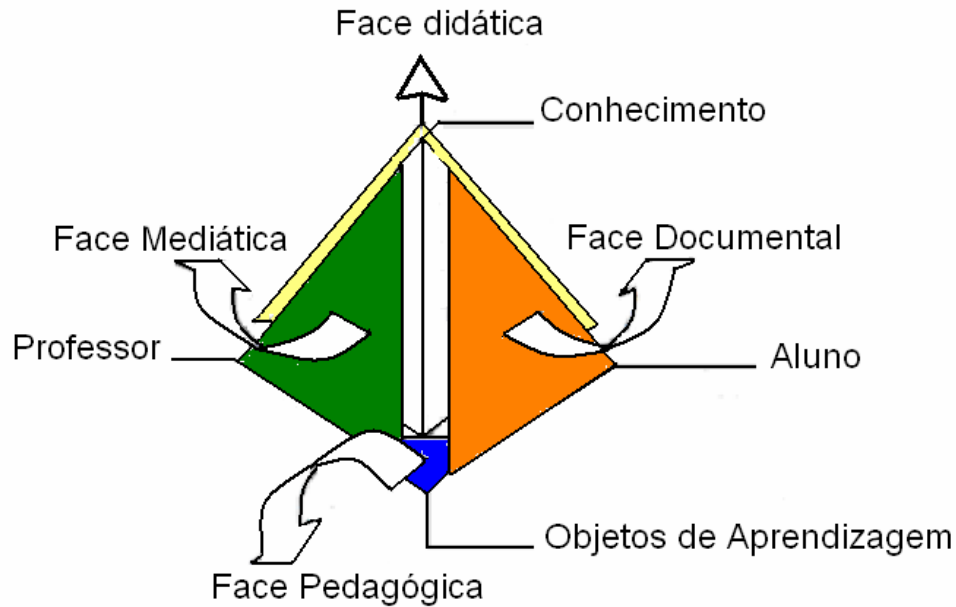 Face didática
Conhecimento
Face Mediática
Face Documental
Professor
Aluno
Objetos de Aprendizagem
Face Pedagógica